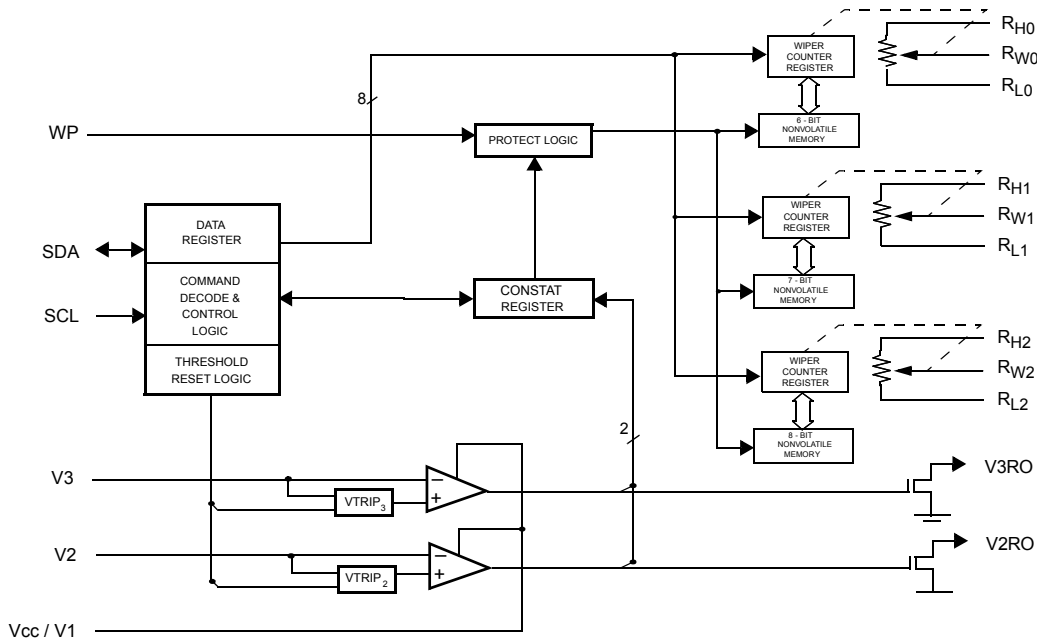 WIPER
COUNTER
REGISTER
RH0
RW0
RL0
8
WP
PROTECT LOGIC
6 - BIT
NONVOLATILE
MEMORY
DATA
REGISTER
SDA
WIPER
COUNTER
REGISTER
RH1
RW1
RL1
COMMAND
DECODE &
CONTROL
LOGIC
SCL
CONSTAT
REGISTER
7 - BIT
NONVOLATILE
MEMORY
THRESHOLD
RESET LOGIC
WIPER
COUNTER
REGISTER
RH2
RW2
RL2
2
8 - BIT
NONVOLATILE
MEMORY
V3
VTRIP3
−
+
V3RO
V2
VTRIP2
−
+
V2RO
Vcc / V1